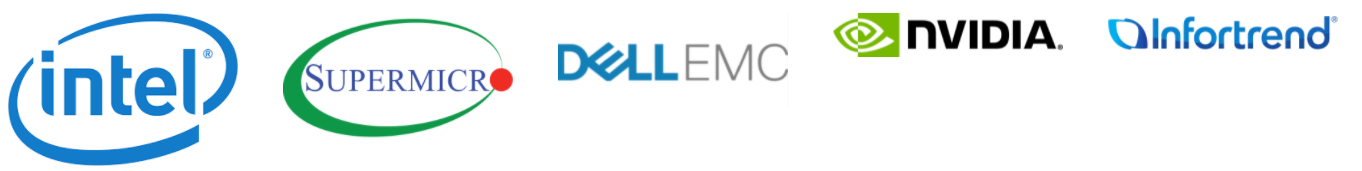 intel®
SUPERMICRO
DELLEMC
NVIDIA.
Infortrend®